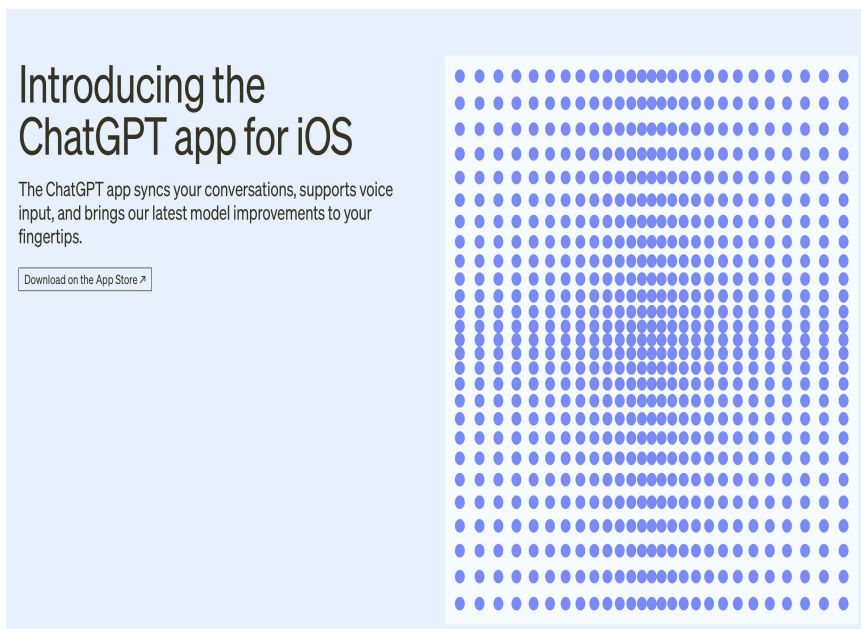 Introducing the
ChatGPT app for iOS
The ChatGPT app syncs your conversations, supports voice
input, and brings our latest model improvements to your
fingertips.
Download on the App Store ↗